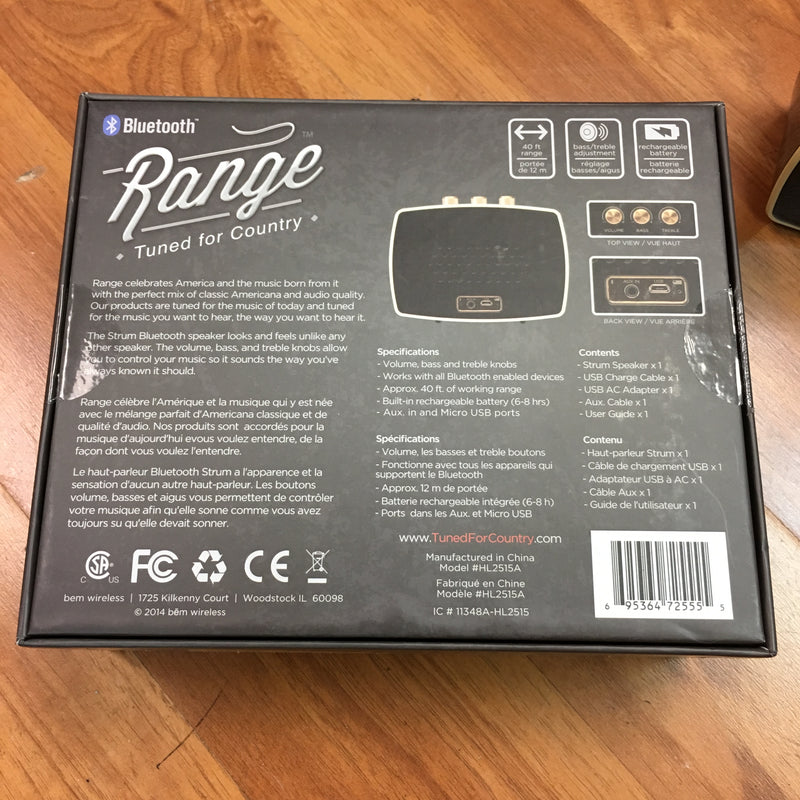 Bluetooth™
Range™
Tuned for Country
40 ft
range
portée
de 12 m
bass/treble
adjustment
réglage
basses/aigus
rechargeable
battery
batterie
rechargeable
VOLUME BASS TREBLE
TOP VIEW / VUE HAUT
AUX IN USB
BACK VIEW / VUE ARRIÈRE
Range celebrates America and the music born from it
with the perfect mix of classic Americana and audio quality.
Our products are tuned for the music of today and tuned
for the music you want to hear, the way you want to hear it.
The Strum Bluetooth speaker looks and feels unlike any
other speaker. The volume, bass, and treble knobs allow
you to control your music so it sounds the way you've
always known it should.
Range célèbre l'Amérique et la musique qui y est née
avec le mélange parfait d'Americana classique et de
qualité d'audio. Nos produits sont accordés pour la
musique d'aujourd'hui evous voulez entendre, de la
façon dont vous voulez l'entendre.
Le haut-parleur Bluetooth Strum a l'apparence et la
sensation d'aucun autre haut-parleur. Les boutons
volume, basses et aigus vous permettent de contrôler
votre musique afin qu'elle sonne comme vous avez
toujours su qu'elle devait sonner.
Specifications
- Volume, bass and treble knobs
- Works with all Bluetooth enabled devices
- Approx. 40 ft. of working range
- Built-in rechargeable battery (6-8 hrs)
- Aux. in and Micro USB ports
Contents
- Strum Speaker x 1
- USB Charge Cable x 1
- USB AC Adapter x 1
- Aux. Cable x 1
- User Guide x 1
Spécifications
- Volume, les basses et treble boutons
- Fonctionne avec tous les appareils qui
supportent le Bluetooth
- Approx. 12 m de portée
- Batterie rechargeable intégrée (6-8 h)
- Ports dans les Aux. et Micro USB
Contenu
- Haut-parleur Strum x 1
- Câble de chargement USB x 1
- Adaptateur USB à AC x 1
- Câble Aux x 1
- Guide de l'utilisateur x 1
www.TunedForCountry.com
Manufactured in China
Model #HL2515A
Fabriqué en Chine
Modèle #HL2515A
IC # 11348A-HL2515
C SA US FC CE
bem wireless | 1725 Kilkenny Court | Woodstock IL 60098
© 2014 bēm wireless
6 95364 72555 5